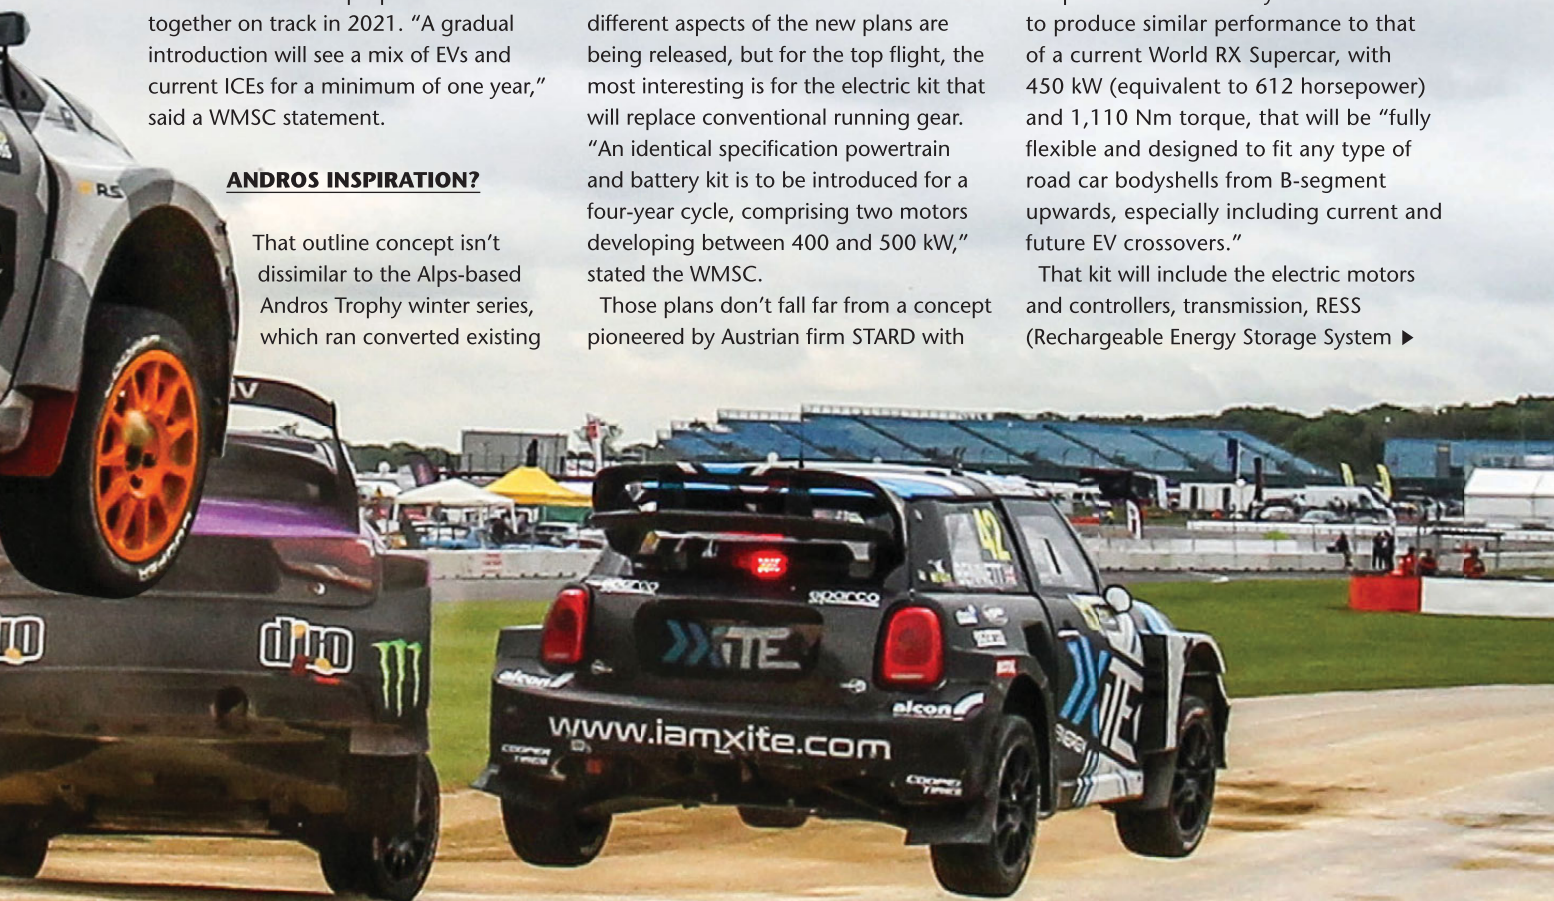 together on track in 2021. “A gradual
introduction will see a mix of EVs and
current ICEs for a minimum of one year,”
said a WMSC statement.
ANDROS INSPIRATION?
That outline concept isn’t
dissimilar to the Alps-based
Andros Trophy winter series,
which ran converted existing
different aspects of the new plans are
being released, but for the top flight, the
most interesting is for the electric kit that
will replace conventional running gear.
“An identical specification powertrain
and battery kit is to be introduced for a
four-year cycle, comprising two motors
developing between 400 and 500 kW,”
stated the WMSC.
Those plans don’t fall far from a concept
pioneered by Austrian firm STARD with
to produce similar performance to that
of a current World RX Supercar, with
450 kW (equivalent to 612 horsepower)
and 1,110 Nm torque, that will be “fully
flexible and designed to fit any type of
road car bodyshells from B-segment
upwards, especially including current and
future EV crossovers.”
That kit will include the electric motors
and controllers, transmission, RESS
(Rechargeable Energy Storage System ▶
RS
42
BENNETT
sparco
sparco
XITE
alcon
alcon
www.iamxite.com
COOPER
TIRES
COOPER
TIRES
XITE
ENERGY